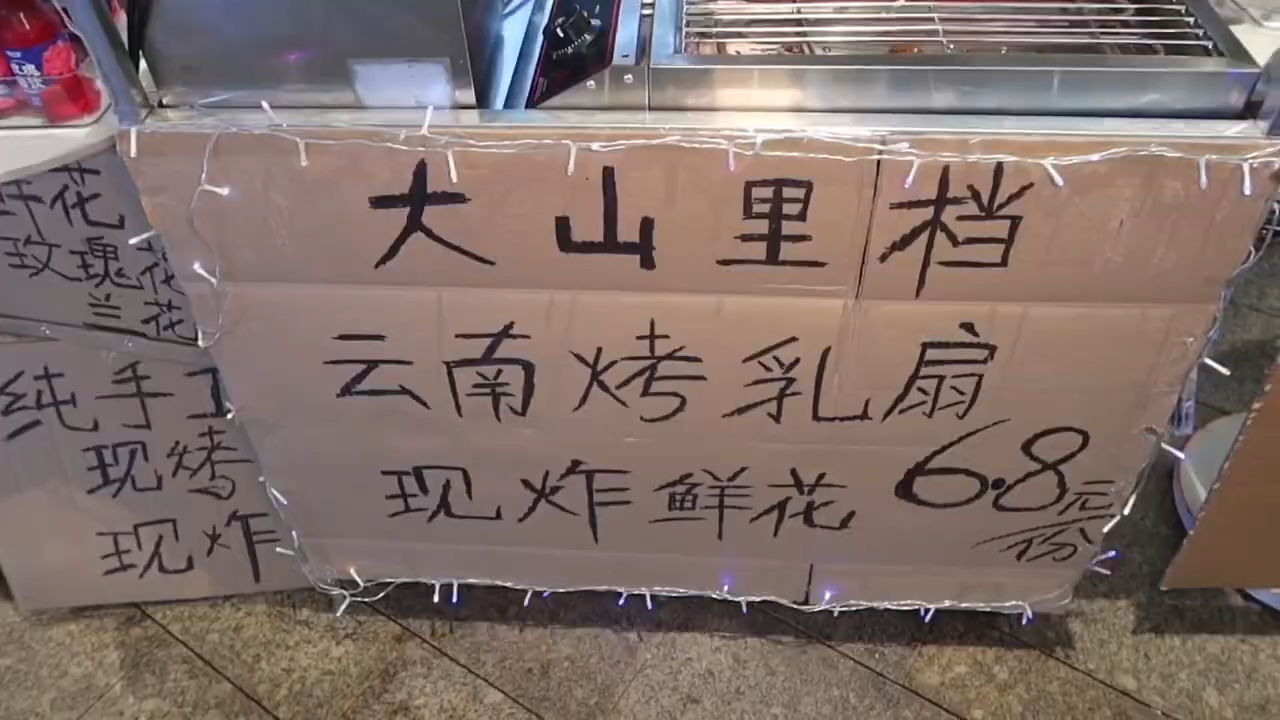 大山里档
云南烤乳扇
现炸鲜花 6.8元/份
花
玫瑰花
兰花
纯手工
现烤
现炸